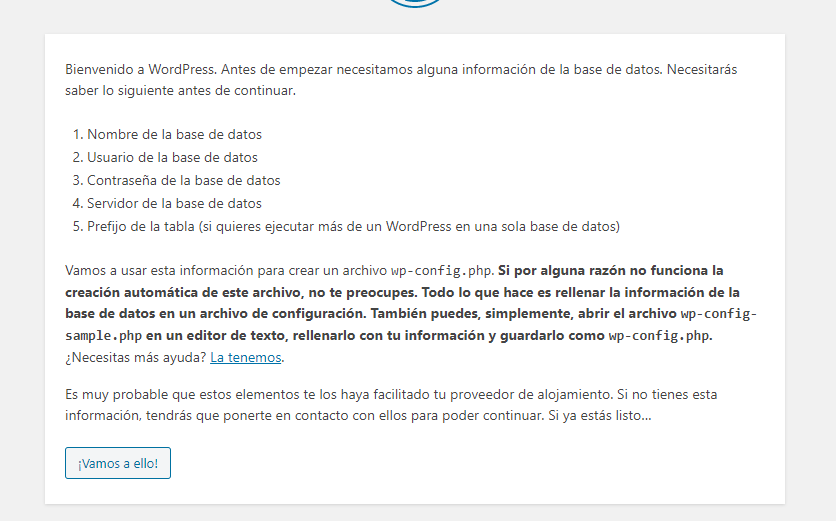 Bienvenido a WordPress. Antes de empezar necesitamos alguna información de la base de datos. Necesitarás
saber lo siguiente antes de continuar.
1. Nombre de la base de datos
2. Usuario de la base de datos
3. Contraseña de la base de datos
4. Servidor de la base de datos
5. Prefijo de la tabla (si quieres ejecutar más de un WordPress en una sola base de datos)
Vamos a usar esta información para crear un archivo wp-config.php. Si por alguna razón no funciona la
creación automática de este archivo, no te preocupes. Todo lo que hace es rellenar la información de la
base de datos en un archivo de configuración. También puedes, simplemente, abrir el archivo wp-config-
sample.php en un editor de texto, rellenarlo con tu información y guardarlo como wp-config.php.
¿Necesitas más ayuda? La tenemos.
Es muy probable que estos elementos te los haya facilitado tu proveedor de alojamiento. Si no tienes esta
información, tendrás que ponerte en contacto con ellos para poder continuar. Si ya estás listo...
¡Vamos a ello!